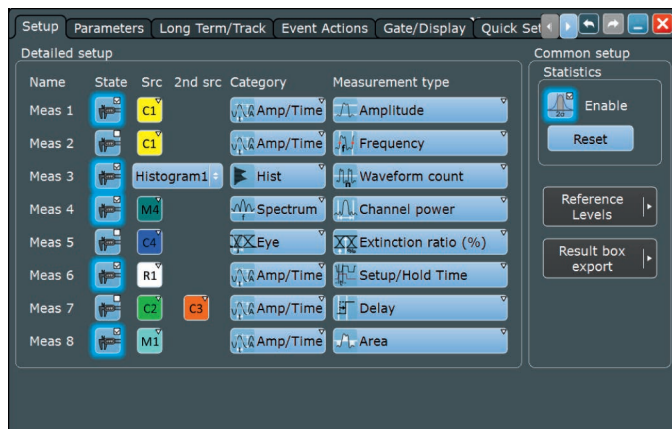 Setup Parameters Long Term/Track Event Actions Gate/Display Quick Set
Detailed setup
Common setup
Statistics
Name State Src 2nd src Category Measurement type
Meas 1 C1 Amp/Time Amplitude
2σ Enable
Meas 2 C1 Amp/Time Frequency
Reset
Meas 3 Histogram1 Hist Waveform count
Meas 4 M4 Spectrum Channel power
Reference
Levels
Meas 5 C4 Eye Extinction ratio (%)
Result box
export
Meas 6 R1 Amp/Time Setup/Hold Time
Meas 7 C2 C3 Amp/Time Delay
Meas 8 M1 Amp/Time Area